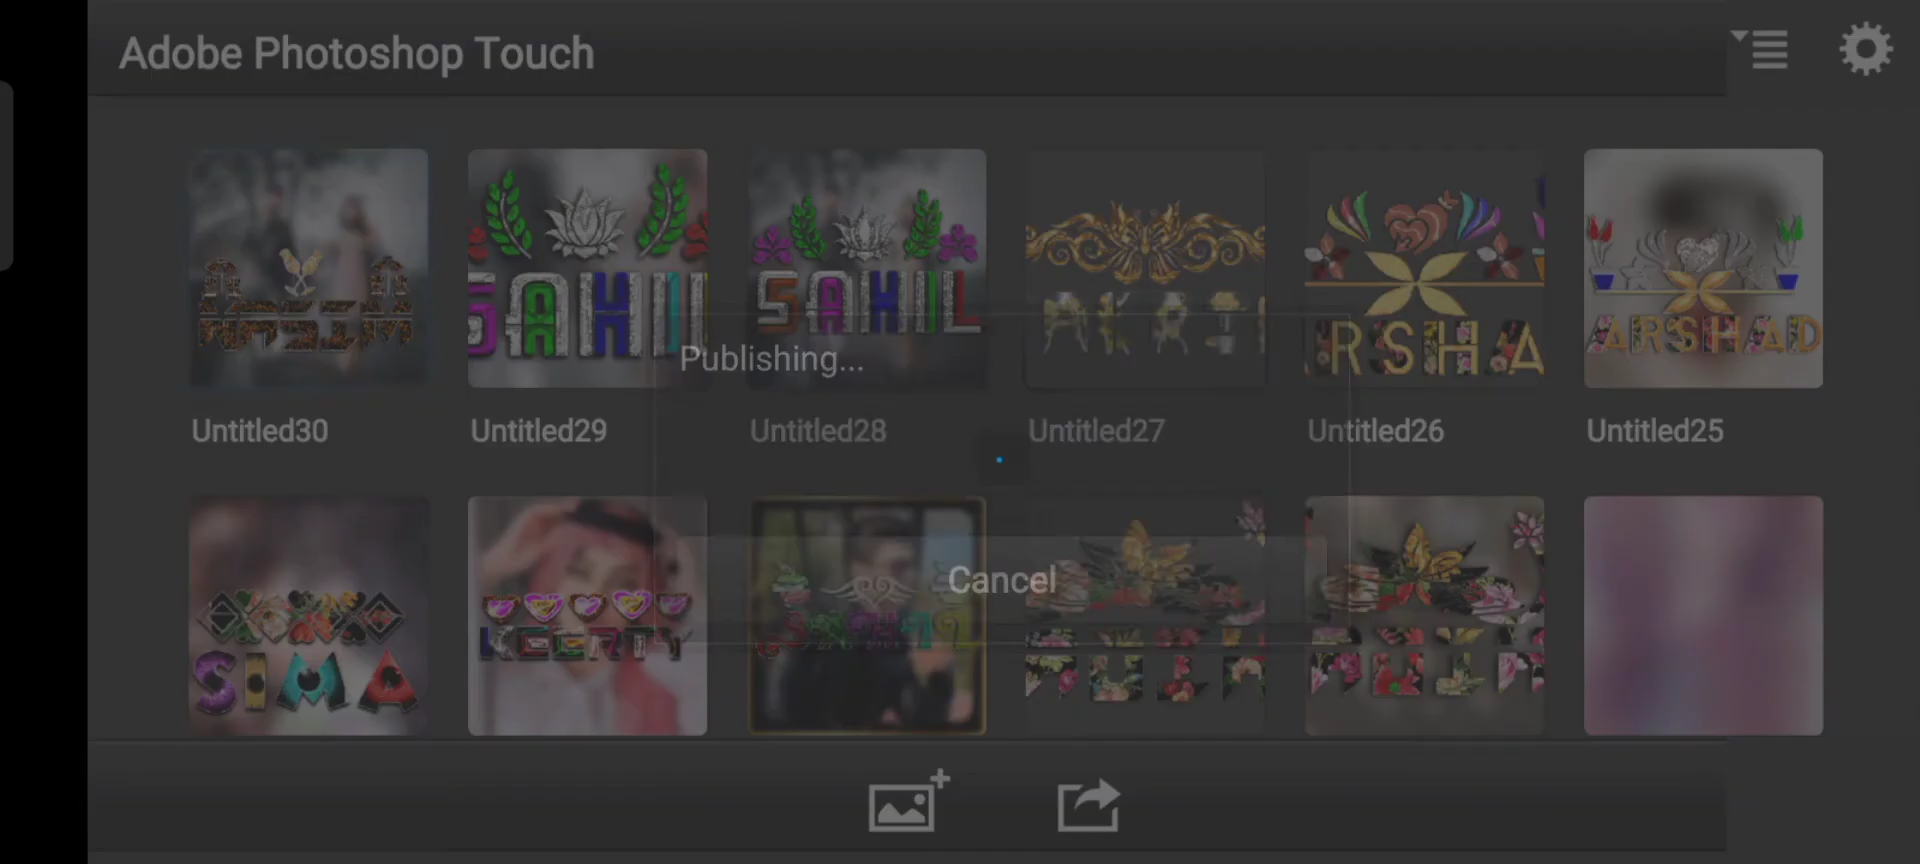 Adobe Photoshop Touch
SAHIL
SAHIL
RSHA
ARSHAD
Publishing...
Untitled30
Untitled29
Untitled28
Untitled27
Untitled26
Untitled25
Cancel
SIMA